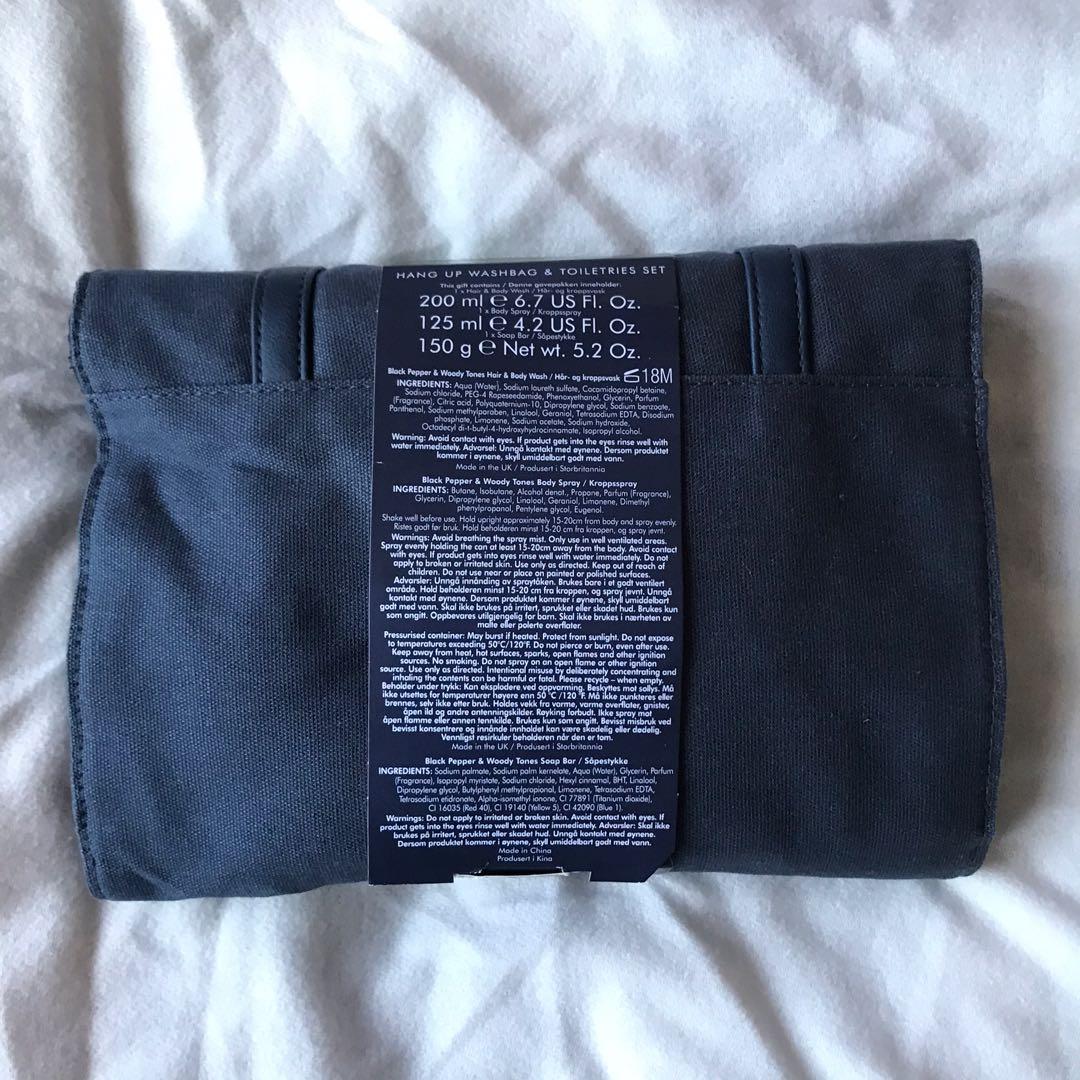 HANG UP WASHBAG & TOILETRIES SET
This gift contains / Denne gavepakken inneholder:
1 x Hair & Body Wash / Hår- og kroppsvask
200 ml ℮ 6.7 US Fl. Oz.
1 x Body Spray / Kroppsspray
125 ml ℮ 4.2 US Fl. Oz.
1 x Soap Bar / Såpestykke
150 g ℮ Net wt. 5.2 Oz.
Black Pepper & Woody Tones Hair & Body Wash / Hår- og kroppsvask 18M
INGREDIENTS: Aqua (Water), Sodium laureth sulfate, Cocamidopropyl betaine,
Sodium chloride, PEG-4 Rapeseedamide, Phenoxyethanol, Glycerin, Parfum
(Fragrance), Citric acid, Polyquaternium-10, Dipropylene glycol, Sodium benzoate,
Panthenol, Sodium methylparaben, Linalool, Geraniol, Tetrasodium EDTA, Disodium
phosphate, Limonene, Sodium acetate, Sodium hydroxide,
Octadecyl di-t-butyl-4-hydroxyhydrocinnamate, Isopropyl alcohol.
Warning: Avoid contact with eyes. If product gets into the eyes rinse well with
water immediately. Advarsel: Unngå kontakt med øynene. Dersom produktet
kommer i øynene, skyll umiddelbart godt med vann.
Made in the UK / Produsert i Storbritannia
Black Pepper & Woody Tones Body Spray / Kroppsspray
INGREDIENTS: Butane, Isobutane, Alcohol denat., Propane, Parfum (Fragrance),
Glycerin, Dipropylene glycol, Linalool, Geraniol, Limonene, Dimethyl
phenylpropanol, Pentylene glycol, Eugenol.
Shake well before use. Hold upright approximately 15-20cm from body and spray evenly.
Ristes godt før bruk. Hold beholderen minst 15-20 cm fra kroppen, og spray jevnt.
Warnings: Avoid breathing the spray mist. Only use in well ventilated areas.
Spray evenly holding the can at least 15-20cm away from the body. Avoid contact
with eyes. If product gets into eyes rinse well with water immediately. Do not
apply to broken or irritated skin. Use only as directed. Keep out of reach of
children. Do not use near or place on painted or polished surfaces.
Advarsler: Unngå innånding av spraytåken. Brukes bare i et godt ventilert
område. Hold beholderen minst 15-20 cm fra kroppen, og spray jevnt. Unngå
kontakt med øynene. Dersom produktet kommer i øynene, skyll umiddelbart
godt med vann. Skal ikke brukes på irritert, sprukket eller skadet hud. Brukes kun
som angitt. Oppbevares utilgjengelig for barn. Skal ikke brukes i nærheten av
malte eller polerte overflater.
Pressurised container: May burst if heated. Protect from sunlight. Do not expose
to temperatures exceeding 50°C/120°F. Do not pierce or burn, even after use.
Keep away from heat, hot surfaces, sparks, open flames and other ignition
sources. No smoking. Do not spray on an open flame or other ignition
source. Use only as directed. Intentional misuse by deliberately concentrating and
inhaling the contents can be harmful or fatal. Please recycle – when empty.
Beholder under trykk: Kan eksplodere ved oppvarming. Beskyttes mot sollys. Må
ikke utsettes for temperaturer høyere enn 50 °C /120 °F. Må ikke punkteres eller
brennes, selv ikke etter bruk. Holdes vekk fra varme, varme overflater, gnister,
åpen ild og andre antenningskilder. Røyking forbudt. Ikke spray mot
åpen flamme eller annen tennkilde. Brukes kun som angitt. Bevisst misbruk ved
bevisst konsentrere og innånde innholdet kan være skadelig eller dødelig.
Vennligst resirkuler beholderen når den er tom.
Made in the UK / Produsert i Storbritannia
Black Pepper & Woody Tones Soap Bar / Såpestykke
INGREDIENTS: Sodium palmate, Sodium palm kernelate, Aqua (Water), Glycerin, Parfum
(Fragrance), Isopropyl myristate, Sodium chloride, Hexyl cinnamal, BHT, Linalool,
Dipropylene glycol, Butylphenyl methylpropional, Limonene, Tetrasodium EDTA,
Tetrasodium etidronate, Alpha-isomethyl ionone, CI 77891 (Titanium dioxide),
CI 16035 (Red 40), CI 19140 (Yellow 5), CI 42090 (Blue 1).
Warnings: Do not apply to irritated or broken skin. Avoid contact with eyes. If
product gets into the eyes rinse well with water immediately. Advarsler: Skal ikke
brukes på irritert, sprukket eller skadet hud. Unngå kontakt med øynene.
Dersom produktet kommer i øynene, skyll umiddelbart godt med vann.
Made in China
Produsert i Kina